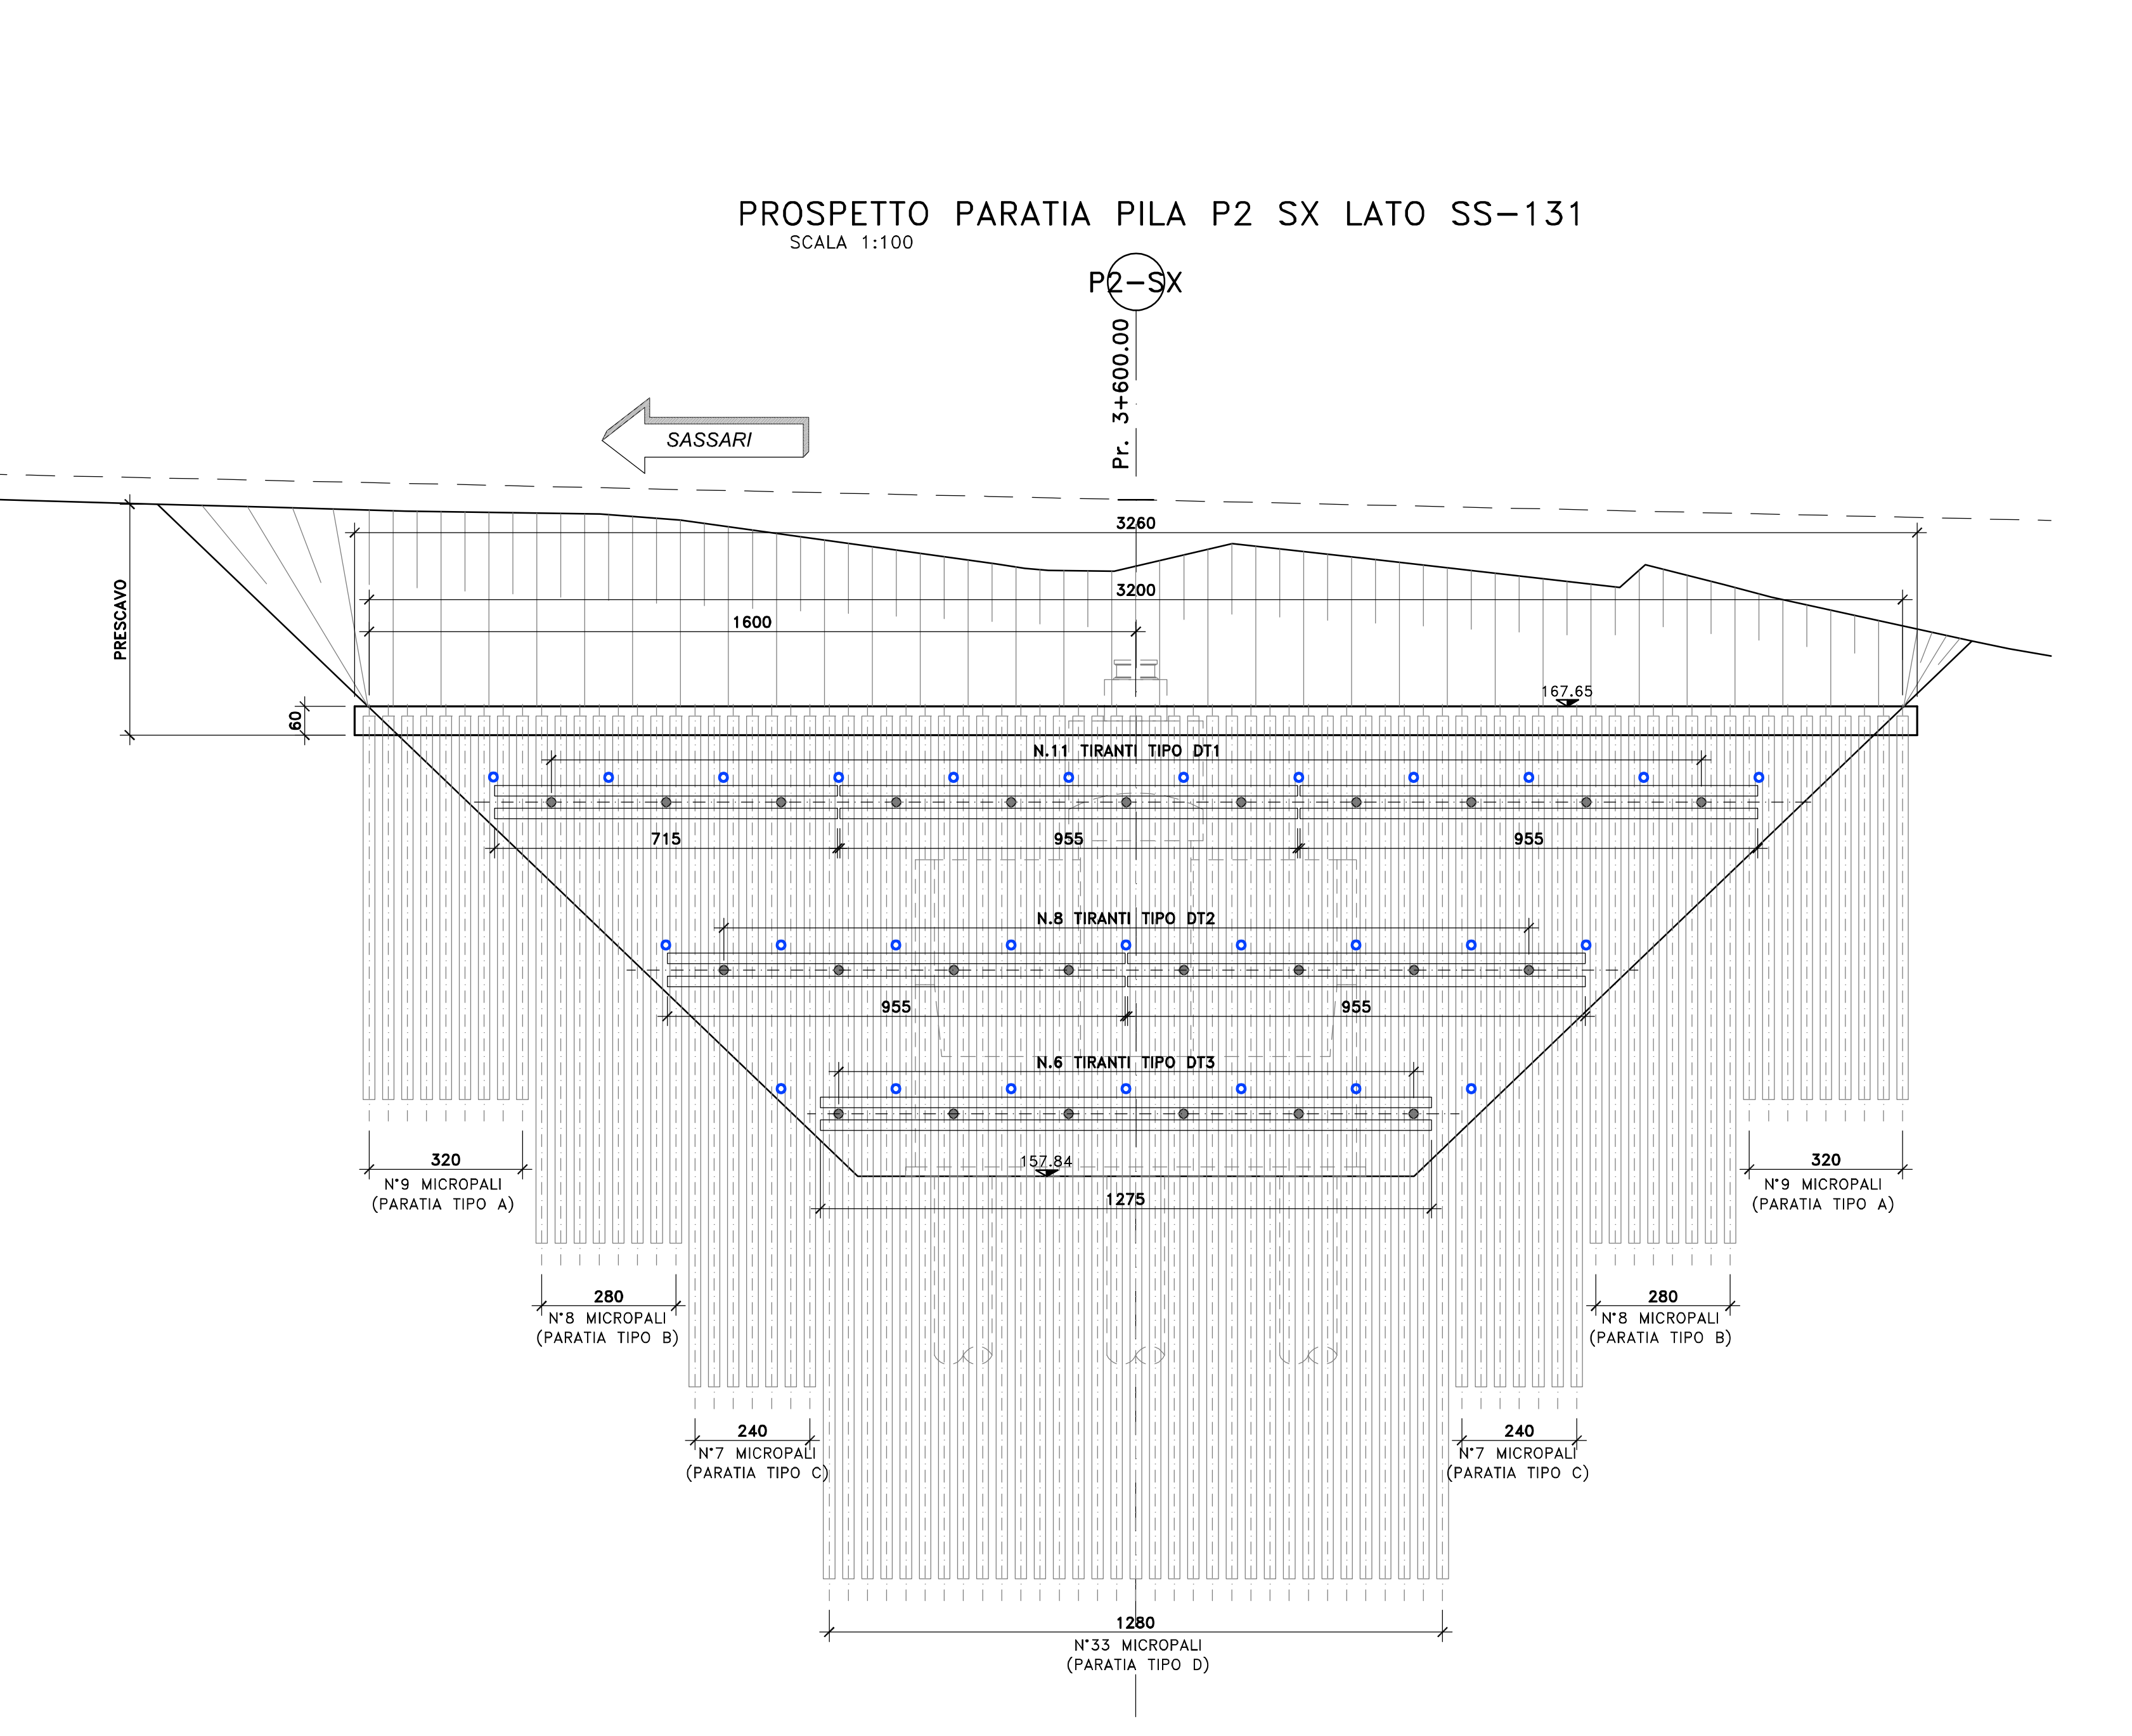 PROSPETTO PARATIA PILA P2 SX LATO SS-131
SCALA 1:100
P2-SX
Pr. 3+600.00
SASSARI
3260
3200
1600
PRESCAVO
60
167.65
N.11 TIRANTI TIPO DT1
715
955
955
N.8 TIRANTI TIPO DT2
955
955
N.6 TIRANTI TIPO DT3
157.84
1275
320
N°9 MICROPALI
(PARATIA TIPO A)
320
N°9 MICROPALI
(PARATIA TIPO A)
280
N°8 MICROPALI
(PARATIA TIPO B)
280
N°8 MICROPALI
(PARATIA TIPO B)
240
N°7 MICROPALI
(PARATIA TIPO C)
240
N°7 MICROPALI
(PARATIA TIPO C)
1280
N°33 MICROPALI
(PARATIA TIPO D)